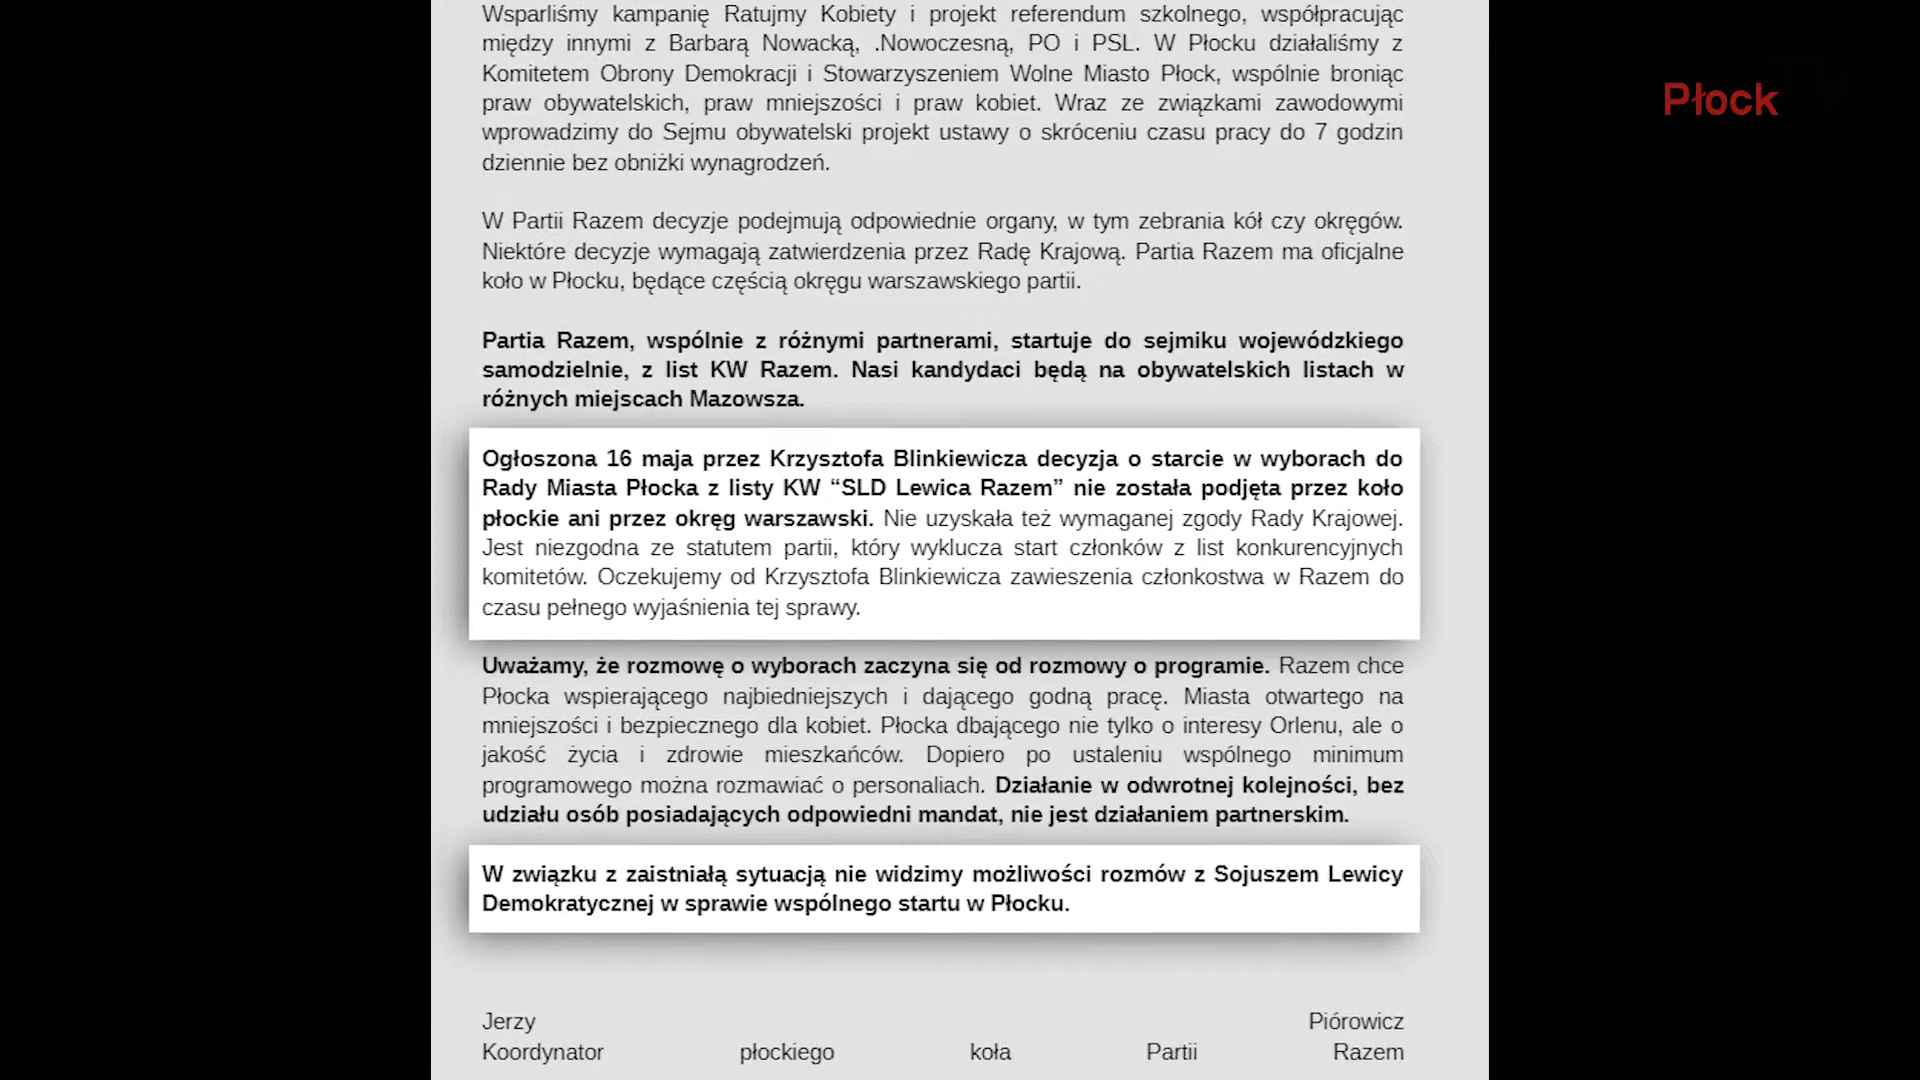 Wsparliśmy kampanię Ratujmy Kobiety i projekt referendum szkolnego, współpracując
między innymi z Barbarą Nowacką, .Nowoczesną, PO i PSL. W Płocku działaliśmy z
Komitetem Obrony Demokracji i Stowarzyszeniem Wolne Miasto Płock, wspólnie broniąc
praw obywatelskich, praw mniejszości i praw kobiet. Wraz ze związkami zawodowymi
wprowadzimy do Sejmu obywatelski projekt ustawy o skróceniu czasu pracy do 7 godzin
dziennie bez obniżki wynagrodzeń.
W Partii Razem decyzje podejmują odpowiednie organy, w tym zebrania kół czy okręgów.
Niektóre decyzje wymagają zatwierdzenia przez Radę Krajową. Partia Razem ma oficjalne
koło w Płocku, będące częścią okręgu warszawskiego partii.
Partia Razem, wspólnie z różnymi partnerami, startuje do sejmiku wojewódzkiego
samodzielnie, z list KW Razem. Nasi kandydaci będą na obywatelskich listach w
różnych miejscach Mazowsza.
Ogłoszona 16 maja przez Krzysztofa Blinkiewicza decyzja o starcie w wyborach do
Rady Miasta Płocka z listy KW “SLD Lewica Razem” nie została podjęta przez koło
płockie ani przez okręg warszawski. Nie uzyskała też wymaganej zgody Rady Krajowej.
Jest niezgodna ze statutem partii, który wyklucza start członków z list konkurencyjnych
komitetów. Oczekujemy od Krzysztofa Blinkiewicza zawieszenia członkostwa w Razem do
czasu pełnego wyjaśnienia tej sprawy.
Uważamy, że rozmowę o wyborach zaczyna się od rozmowy o programie. Razem chce
Płocka wspierającego najbiedniejszych i dającego godną pracę. Miasta otwartego na
mniejszości i bezpiecznego dla kobiet. Płocka dbającego nie tylko o interesy Orlenu, ale o
jakość życia i zdrowie mieszkańców. Dopiero po ustaleniu wspólnego minimum
programowego można rozmawiać o personaliach. Działanie w odwrotnej kolejności, bez
udziału osób posiadających odpowiedni mandat, nie jest działaniem partnerskim.
W związku z zaistniałą sytuacją nie widzimy możliwości rozmów z Sojuszem Lewicy
Demokratycznej w sprawie wspólnego startu w Płocku.
Jerzy Piórowicz
Koordynator płockiego koła Partii Razem
Płock